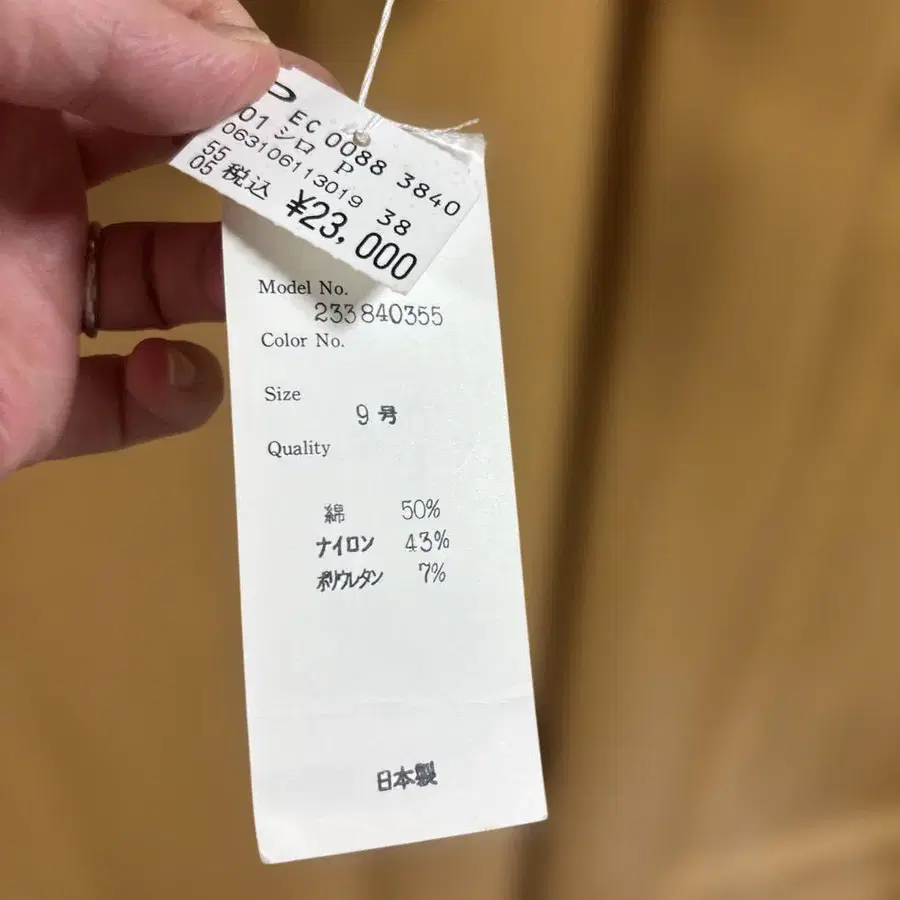 EC 0088 3840
01 シロ P
063106113019 38
55
05 税込 ¥23,000
Model No.
233840355
Color No.
Size
9 号
Quality
綿 50%
ナイロン 43%
ポリウレタン 7%
日本製